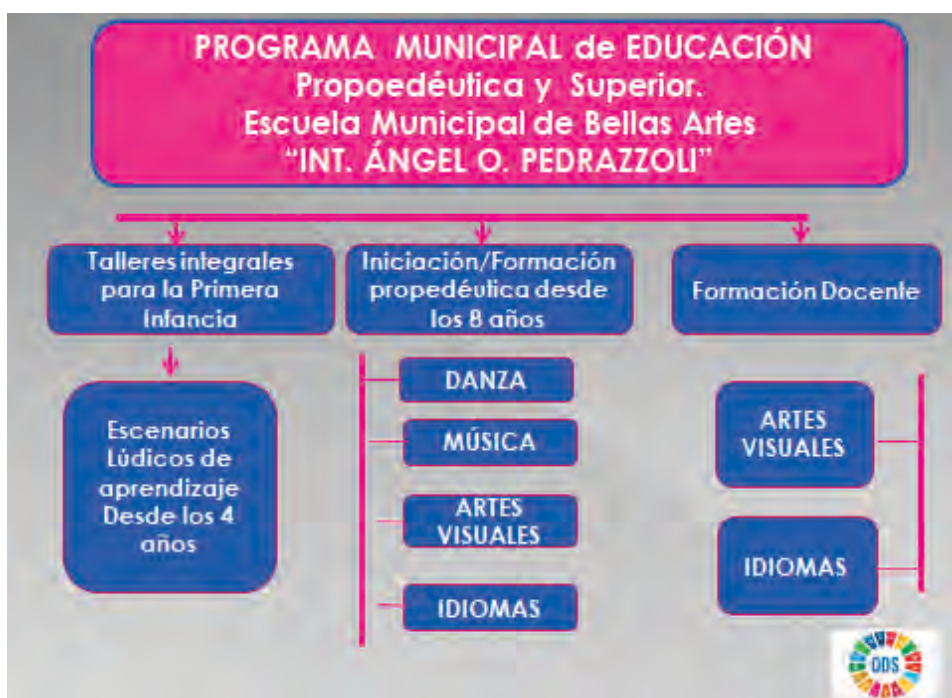 PROGRAMA MUNICIPAL de EDUCACIÓN
Propoedéutica y Superior.
Escuela Municipal de Bellas Artes
“INT. ÁNGEL O. PEDRAZZOLI”
Talleres integrales
para la Primera
Infancia
Iniciación/Formación
propedéutica desde
los 8 años
Formación Docente
Escenarios
Lúdicos de
aprendizaje
Desde los 4
años
DANZA
MÚSICA
ARTES
VISUALES
IDIOMAS
ARTES
VISUALES
IDIOMAS
ODS